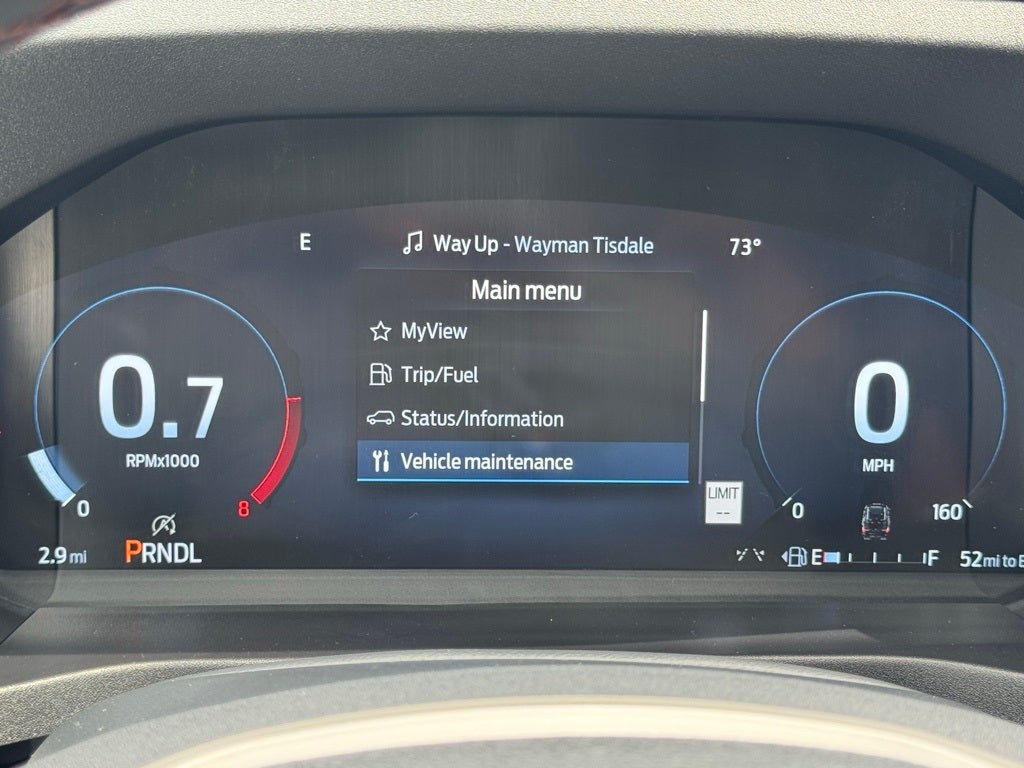 E
Way Up - Wayman Tisdale
73°
Main menu
MyView
Trip/Fuel
Status/Information
Vehicle maintenance
0.7
RPMx1000
0
8
2.9 mi
PRNDL
LIMIT
--
0
MPH
0
160
E
F
52 mi to E